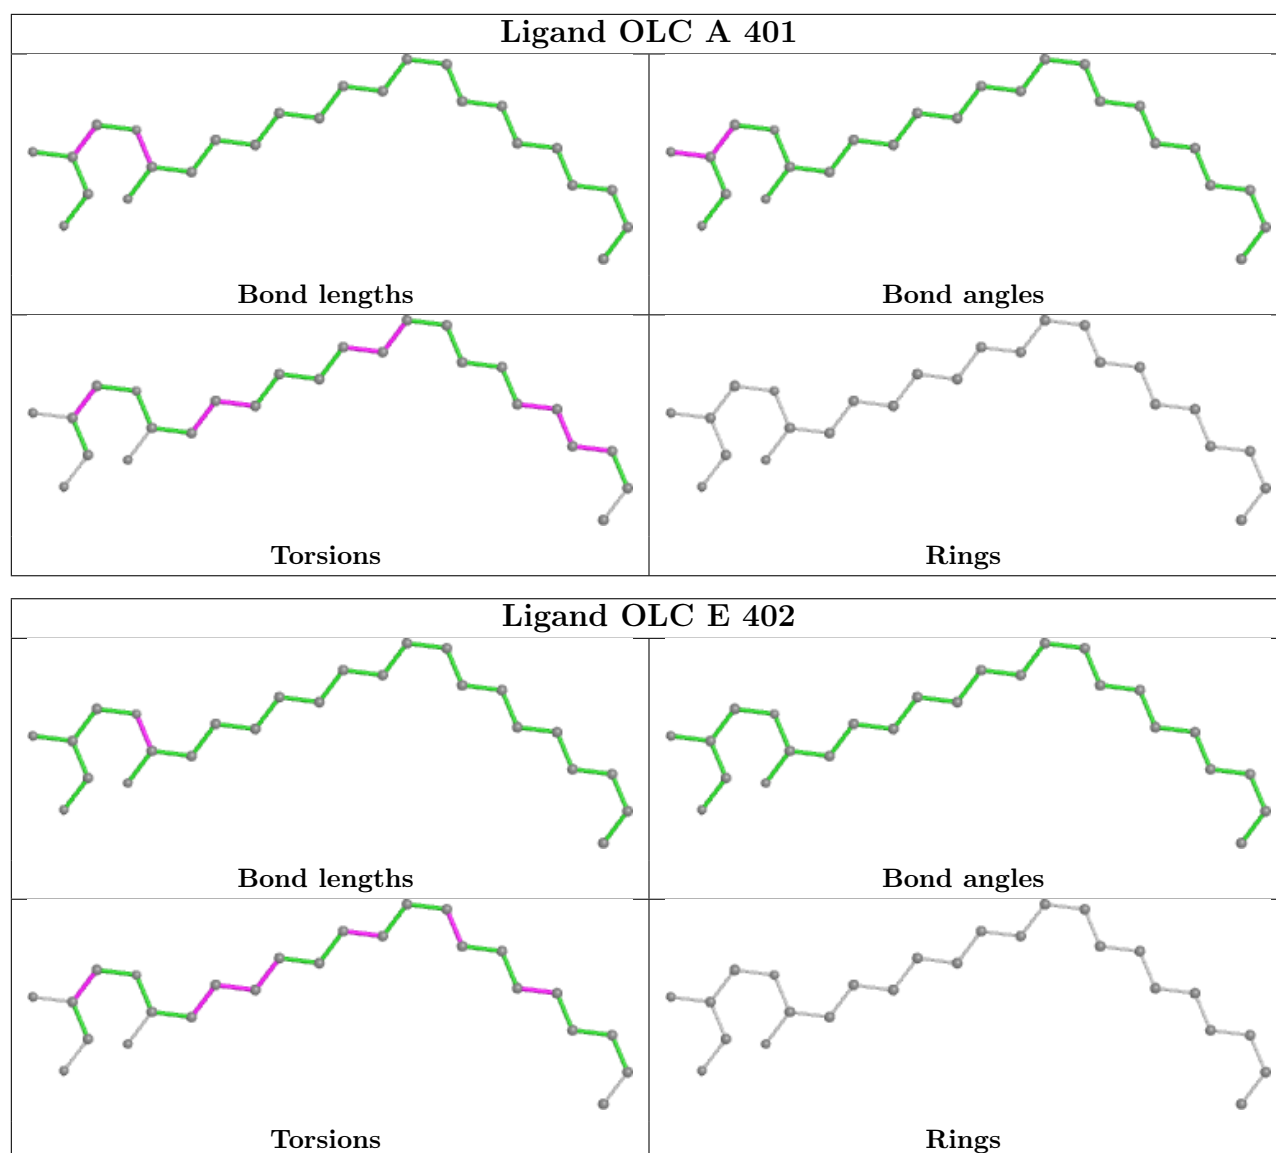 Ligand OLC A 401
Bond lengths
Bond angles
Torsions
Rings
Ligand OLC E 402
Bond lengths
Bond angles
Torsions
Rings